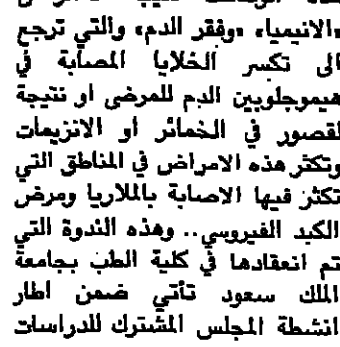 «الانيميا» «وفقر الدم» والتي ترجع
الى تكسر الخلايا المصابة في
هيموجلوبين الدم للمرضى او نتيجة
لقصور في الخمائر أو الانزيمات
وتكثر هذه الامراض في المناطق التي
تكثر فيها الاصابة بالملاريا ومرض
الكبد الفيروسي.. وهذه الندوة التي
تم انعقادها في كلية الطب بجامعة
الملك سعود تأتي ضمن اطار
انشطة المجلس المشترك للدراسات